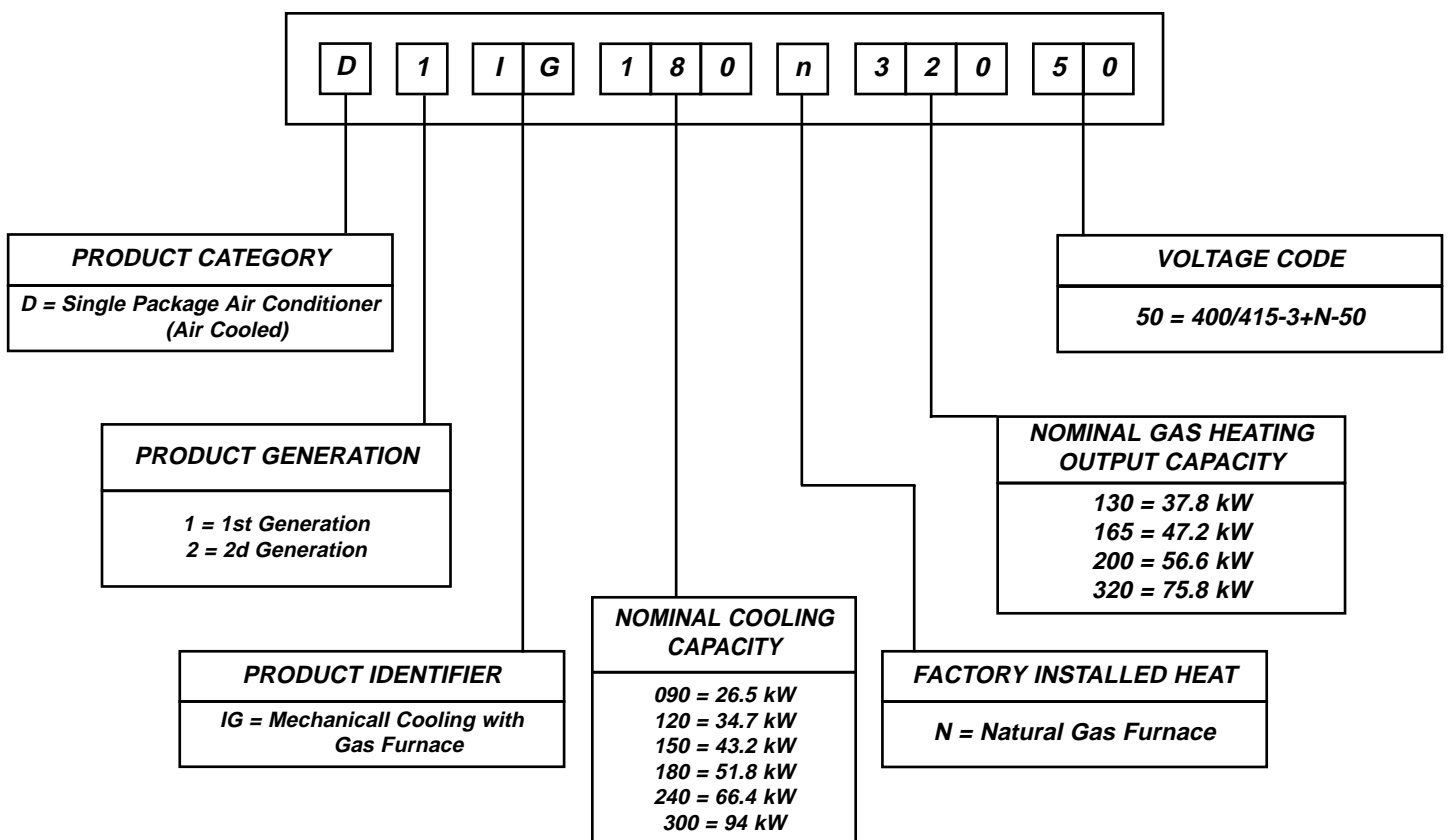 D 1 I G 1 8 0 n 3 2 0 5 0
PRODUCT CATEGORY
D = Single Package Air Conditioner
(Air Cooled)
VOLTAGE CODE
50 = 400/415-3+N-50
PRODUCT GENERATION
1 = 1st Generation
2 = 2d Generation
NOMINAL GAS HEATING
OUTPUT CAPACITY
130 = 37.8 kW
165 = 47.2 kW
200 = 56.6 kW
320 = 75.8 kW
PRODUCT IDENTIFIER
IG = Mechanicall Cooling with
Gas Furnace
NOMINAL COOLING
CAPACITY
090 = 26.5 kW
120 = 34.7 kW
150 = 43.2 kW
180 = 51.8 kW
240 = 66.4 kW
300 = 94 kW
FACTORY INSTALLED HEAT
N = Natural Gas Furnace